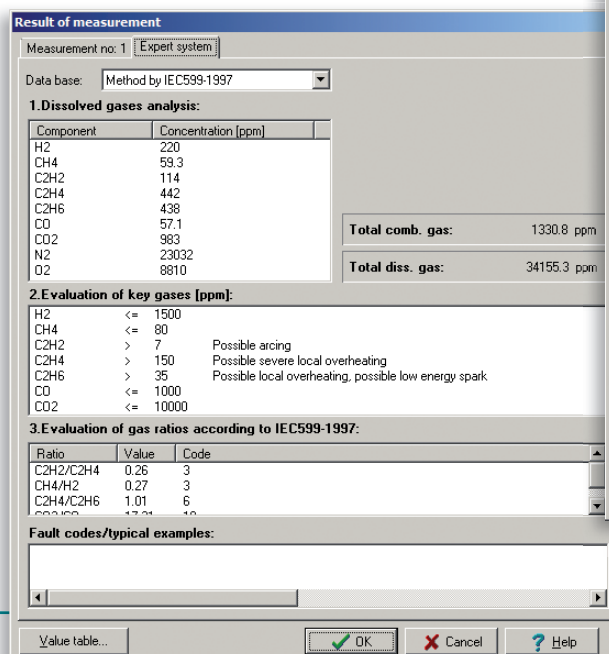 Result of measurement
Measurement no: 1 Expert system
Data base: Method by IEC599-1997
1.Dissolved gases analysis:
Component Concentration [ppm]
H2 220
CH4 59.3
C2H2 114
C2H4 442
C2H6 438
CO 57.1
CO2 983
N2 23032
O2 8810
Total comb. gas: 1330.8 ppm
Total diss. gas: 34155.3 ppm
2.Evaluation of key gases [ppm]:
H2 <= 1500
CH4 <= 80
C2H2 > 7 Possible arcing
C2H4 > 150 Possible severe local overheating
C2H6 > 35 Possible local overheating, possible low energy spark
CO <= 1000
CO2 <= 10000
3.Evaluation of gas ratios according to IEC599-1997:
Ratio Value Code
C2H2/C2H4 0.26 3
CH4/H2 0.27 3
C2H4/C2H6 1.01 6
Fault codes/typical examples:
Value table... OK Cancel Help